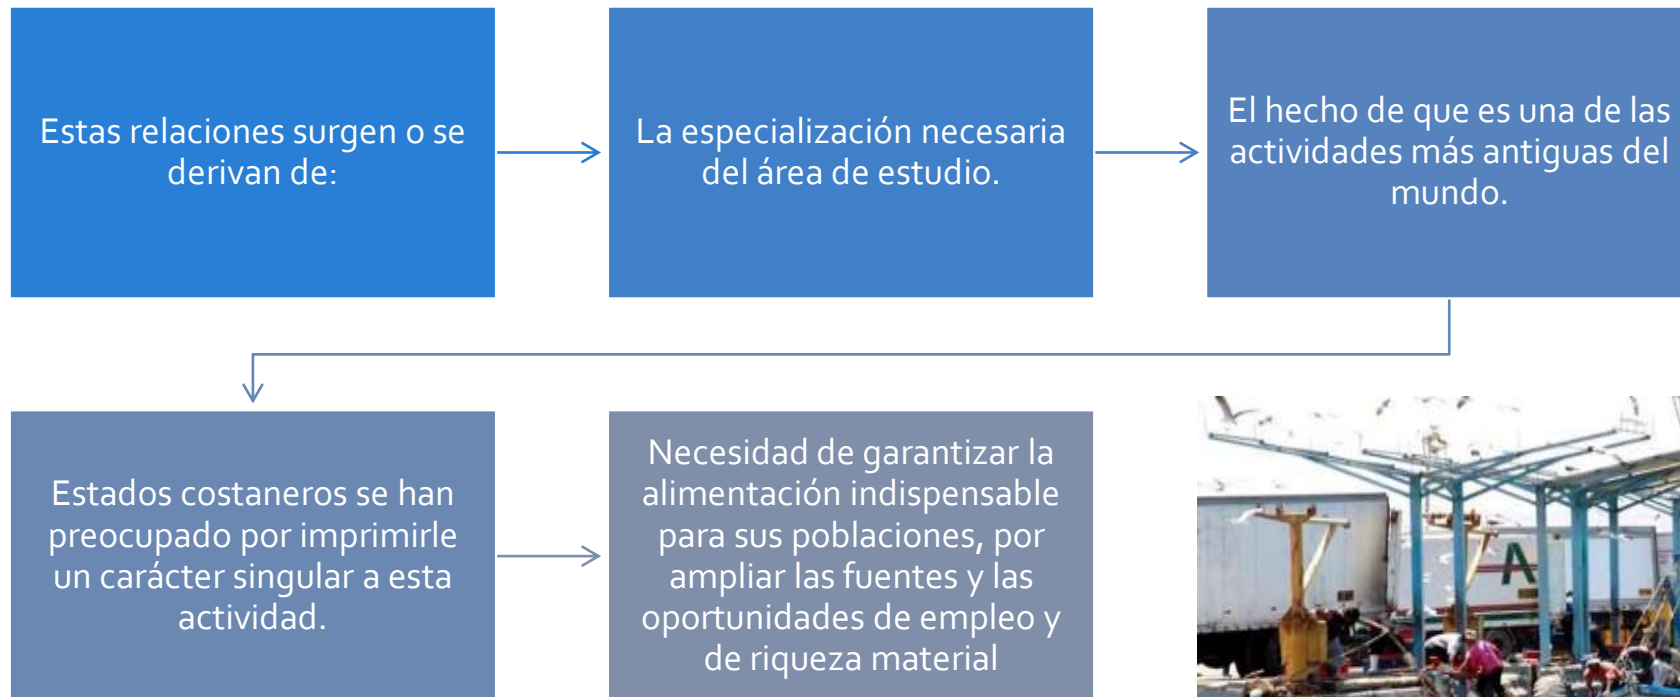 Estas relaciones surgen o se
derivan de:
La especialización necesaria
del área de estudio.
El hecho de que es una de las
actividades más antiguas del
mundo.
Estados costaneros se han
preocupado por imprimirle
un carácter singular a esta
actividad.
Necesidad de garantizar la
alimentación indispensable
para sus poblaciones, por
ampliar las fuentes y las
oportunidades de empleo y
de riqueza material
A